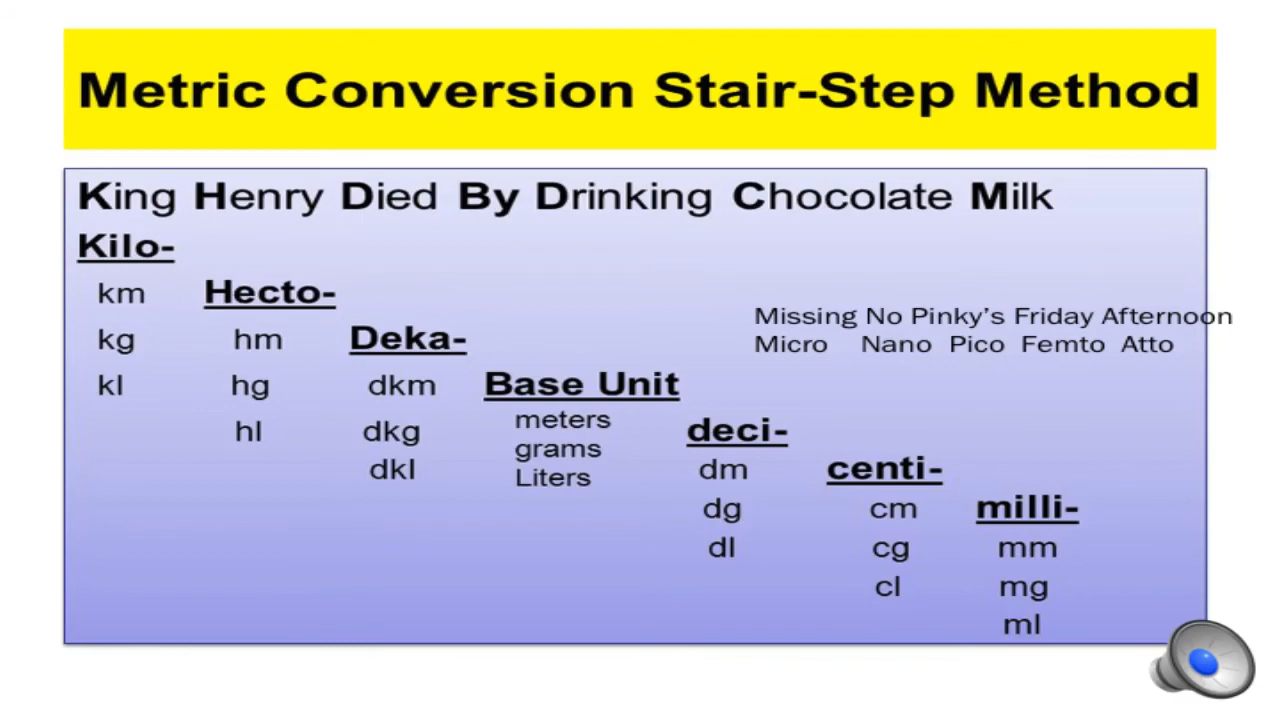 Metric Conversion Stair-Step Method
King Henry Died By Drinking Chocolate Milk
Kilo-
km Hecto-
Missing No Pinky's Friday Afternoon
kg hm Deka-
Micro Nano Pico Femto Atto
kl hg dkm Base Unit
meters
hl dkg deci-
grams
dkl Liters dm centi-
dg cm milli-
dl cg mm
cl mg
ml